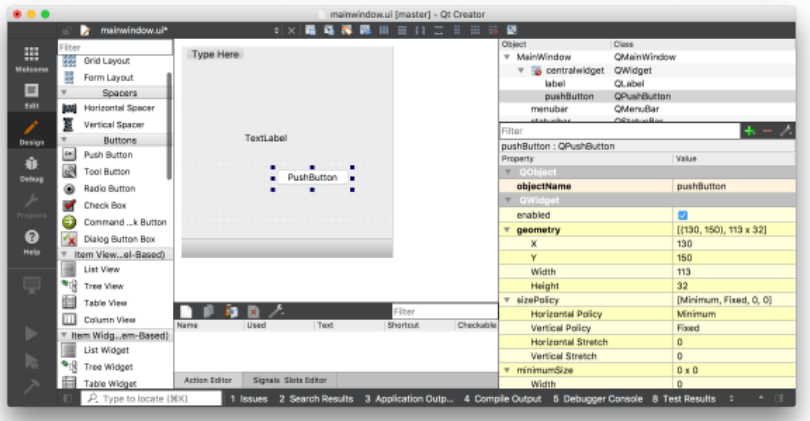 mainwindow.ui [master] - Qt Creator
mainwindow.ui*
Welcome
Edit
Design
Debug
Projects
Help
Filter
Grid Layout
Form Layout
Spacers
Horizontal Spacer
Vertical Spacer
Buttons
Push Button
Tool Button
Radio Button
Check Box
Command ...k Button
Dialog Button Box
Item View...el-Based)
List View
Tree View
Table View
Column View
Item Widg...em-Based)
List Widget
Tree Widget
Table Widget
Type Here
TextLabel
PushButton
Filter
Name Used Text Shortcut Checkable
Action Editor Signals Slots Editor
Object Class
MainWindow QMainWindow
centralwidget QWidget
label QLabel
pushButton QPushButton
menubar QMenuBar
statusbar QStatusBar
Filter
pushButton : QPushButton
Property Value
QObject
objectName pushButton
QWidget
enabled
geometry [(130, 150), 113 x 32]
X 130
Y 150
Width 113
Height 32
sizePolicy [Minimum, Fixed, 0, 0]
Horizontal Policy Minimum
Vertical Policy Fixed
Horizontal Stretch 0
Vertical Stretch 0
minimumSize 0 x 0
Width 0
Type to locate (⌘K) 1 Issues 2 Search Results 3 Application Outp... 4 Compile Output 5 Debugger Console 8 Test Results